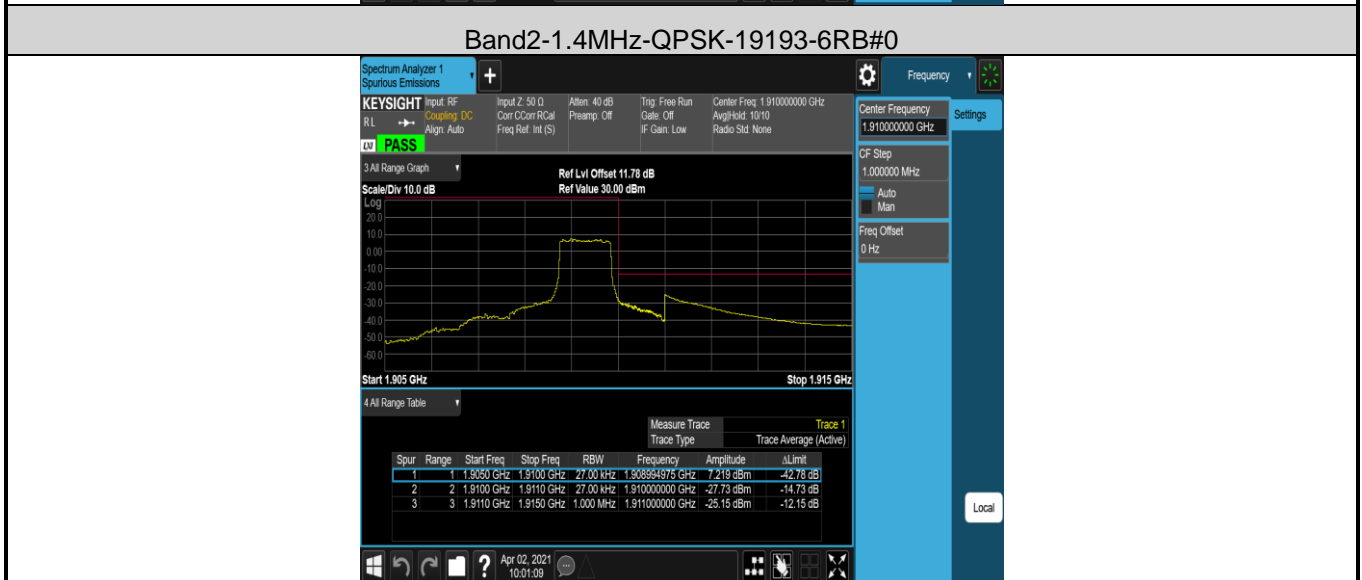 Band2-1.4MHz-QPSK-19193-6RB#0
Spectrum Analyzer 1
Spurious Emissions
Frequency
KEYSIGHT Input: RF Input Z: 50 Ω Atten: 40 dB Trig: Free Run Center Freq: 1.910000000 GHz
RL Coupling: DC Corr CCorr RCal Preamp: Off Gate: Off Avg|Hold: 10/10
Align: Auto Freq Ref: Int (S) IF Gain: Low Radio Std: None
LXI PASS
Center Frequency
1.910000000 GHz
Settings
CF Step
1.000000 MHz
Auto
Man
Freq Offset
0 Hz
3 All Range Graph
Ref Lvl Offset 11.78 dB
Scale/Div 10.0 dB Ref Value 30.00 dBm
Log
20.0
10.0
0.00
-10.0
-20.0
-30.0
-40.0
-50.0
-60.0
Start 1.905 GHz Stop 1.915 GHz
4 All Range Table
Measure Trace Trace 1
Trace Type Trace Average (Active)
Spur Range Start Freq Stop Freq RBW Frequency Amplitude ΔLimit
1 1 1.9050 GHz 1.9100 GHz 27.00 kHz 1.908994975 GHz 7.219 dBm -42.78 dB
2 2 1.9100 GHz 1.9110 GHz 27.00 kHz 1.910000000 GHz -27.73 dBm -14.73 dB
3 3 1.9110 GHz 1.9150 GHz 1.000 MHz 1.911000000 GHz -25.15 dBm -12.15 dB
Local
? Apr 02, 2021
10:01:09